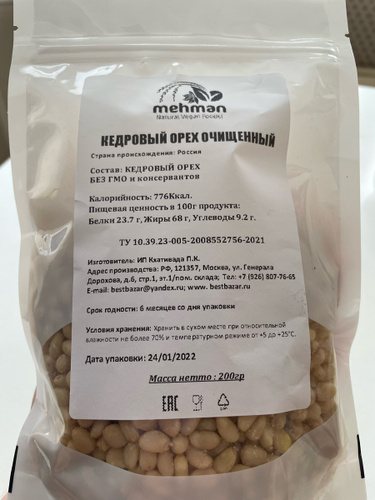 mehman
Natural Vegan Foods!
КЕДРОВЫЙ ОРЕХ ОЧИЩЕННЫЙ
Страна происхождения: Россия
Состав: КЕДРОВЫЙ ОРЕХ
БЕЗ ГМО и консервантов
Калорийность: 776Ккал.
Пищевая ценность в 100г продукта:
Белки 23.7 г, Жиры 68 г, Углеводы 9.2 г.
ТУ 10.39.23-005-2008552756-2021
Изготовитель: ИП Кхативада П.К.
Адрес производства: РФ, 121357, Москва, ул. Генерала
Дорохова, д.6, стр.1, эт.1/пом. склада; Тел: +7 (926) 807-76-65
E-mail: bestbazar@yandex.ru; www. bestbazar.ru
Срок годности: 6 месяцев со дня упаковки
Условия хранения: Хранить в сухом месте при относительной
влажности не более 70% и температурном режиме от +5 до +25°С.
Дата упаковки: 24/01/2022
Масса нетто : 200гр
EAC